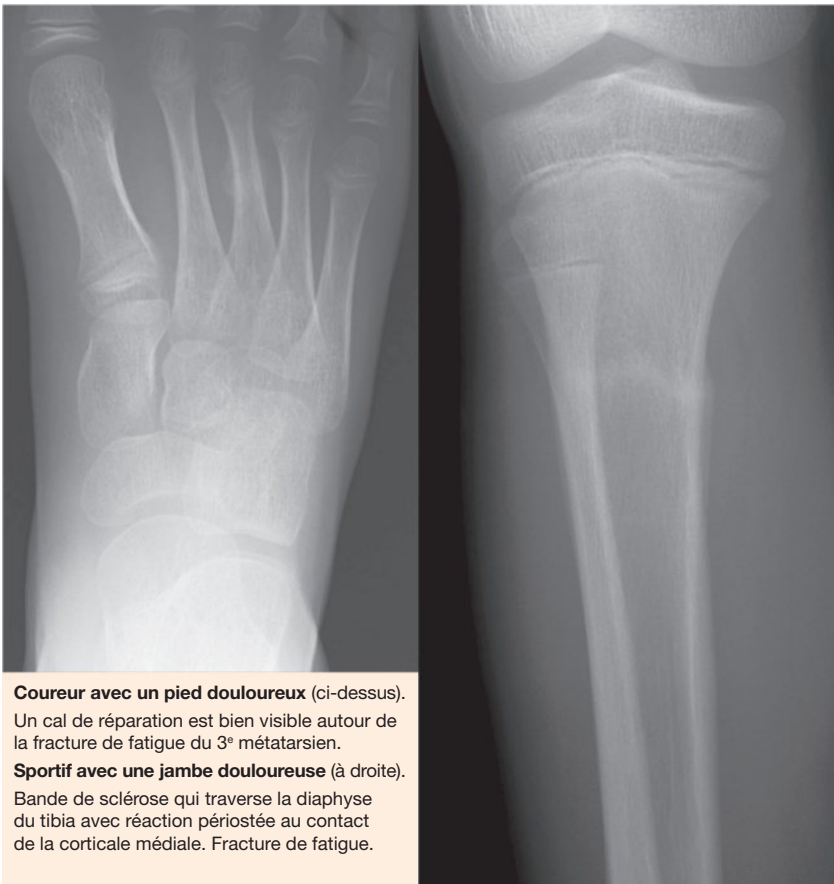 Coureur avec un pied douloureux (ci-dessus).
Un cal de réparation est bien visible autour de
la fracture de fatigue du 3e métatarsien.
Sportif avec une jambe douloureuse (à droite).
Bande de sclérose qui traverse la diaphyse
du tibia avec réaction périostée au contact
de la corticale médiale. Fracture de fatigue.